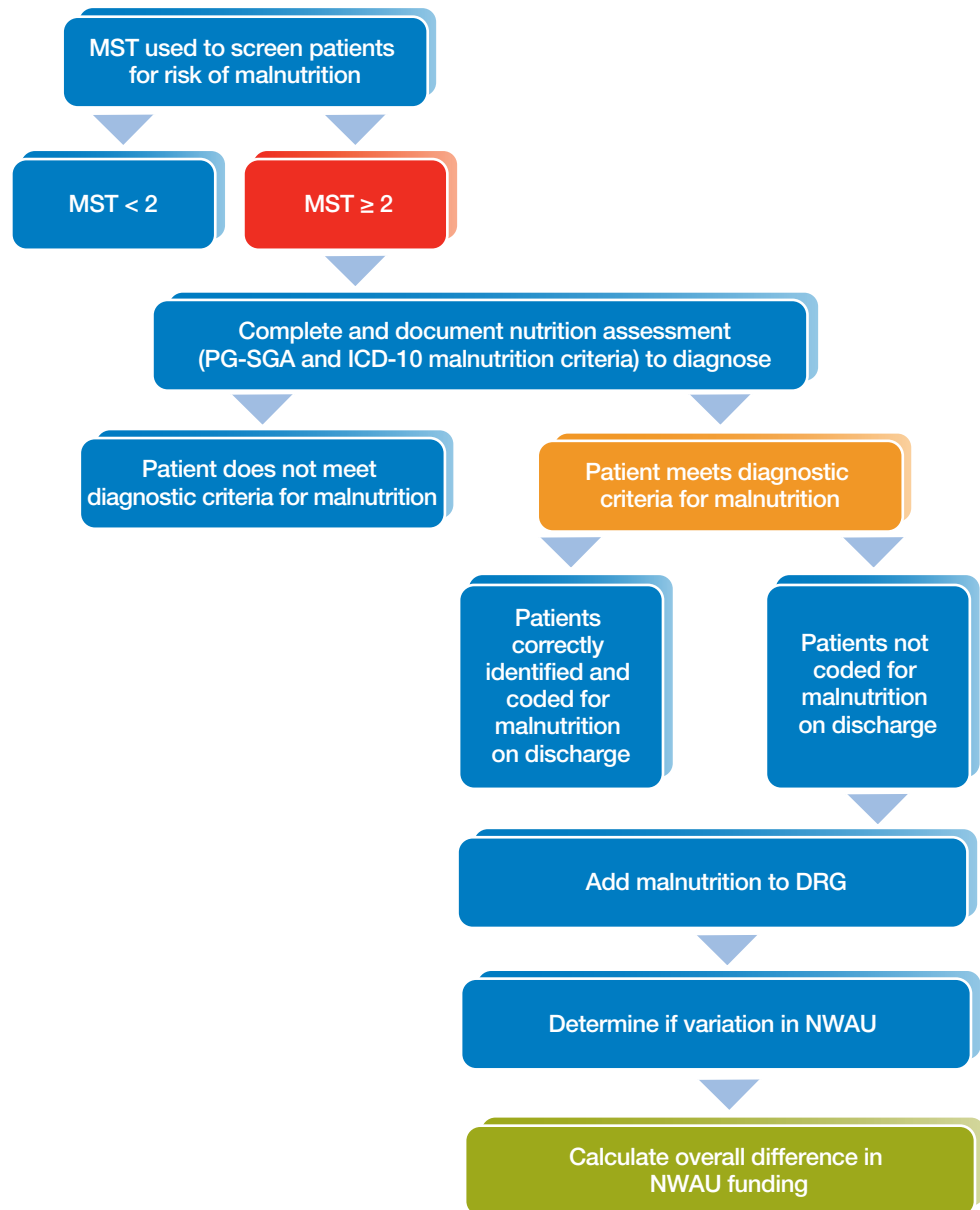 MST used to screen patients
for risk of malnutrition
MST < 2
MST ≥ 2
Complete and document nutrition assessment
(PG-SGA and ICD-10 malnutrition criteria) to diagnose
Patient does not meet
diagnostic criteria for malnutrition
Patient meets diagnostic
criteria for malnutrition
Patients
correctly
identified and
coded for
malnutrition
on discharge
Patients not
coded for
malnutrition
on discharge
Add malnutrition to DRG
Determine if variation in NWAU
Calculate overall difference in
NWAU funding